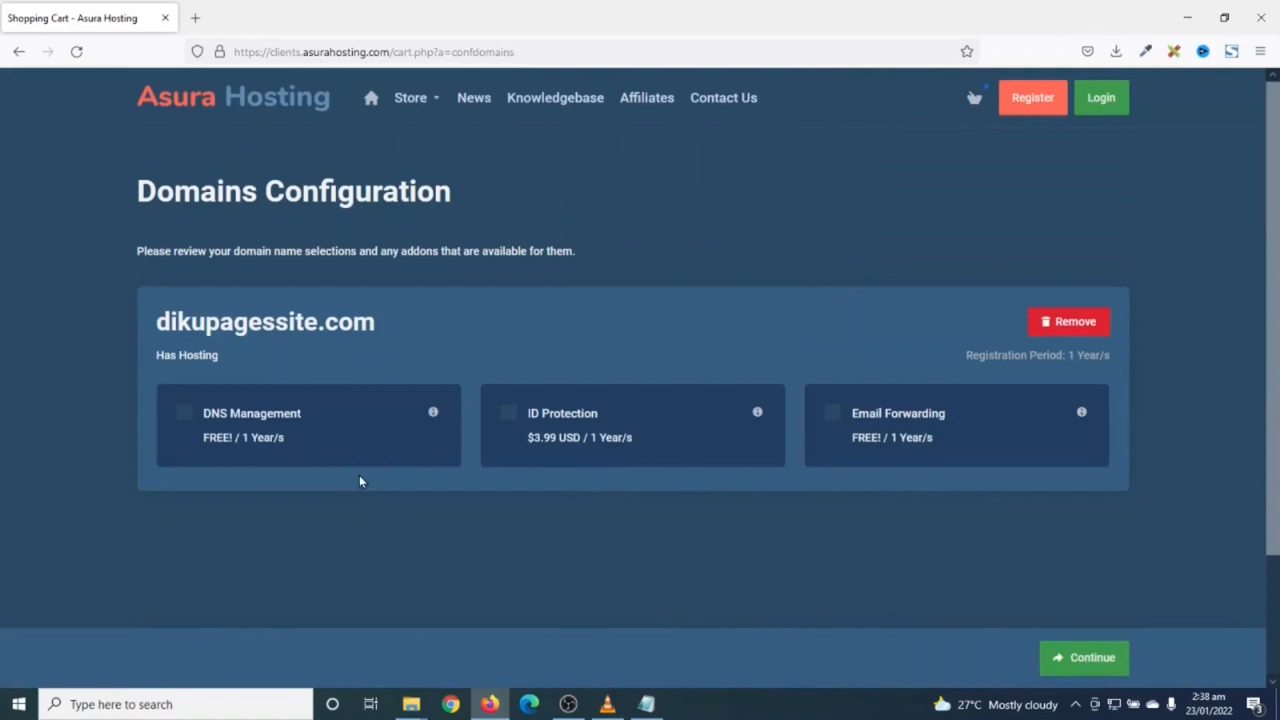 Shopping Cart - Asura Hosting
https://clients.asurahosting.com/cart.php?a=confdomains
Asura Hosting
Store
News
Knowledgebase
Affiliates
Contact Us
Register
Login
Domains Configuration
Please review your domain name selections and any addons that are available for them.
dikupagessite.com
Remove
Has Hosting
Registration Period: 1 Year/s
DNS Management
FREE! / 1 Year/s
ID Protection
$3.99 USD / 1 Year/s
Email Forwarding
FREE! / 1 Year/s
Continue
Type here to search
27°C Mostly cloudy
2:38 am
23/01/2022
3